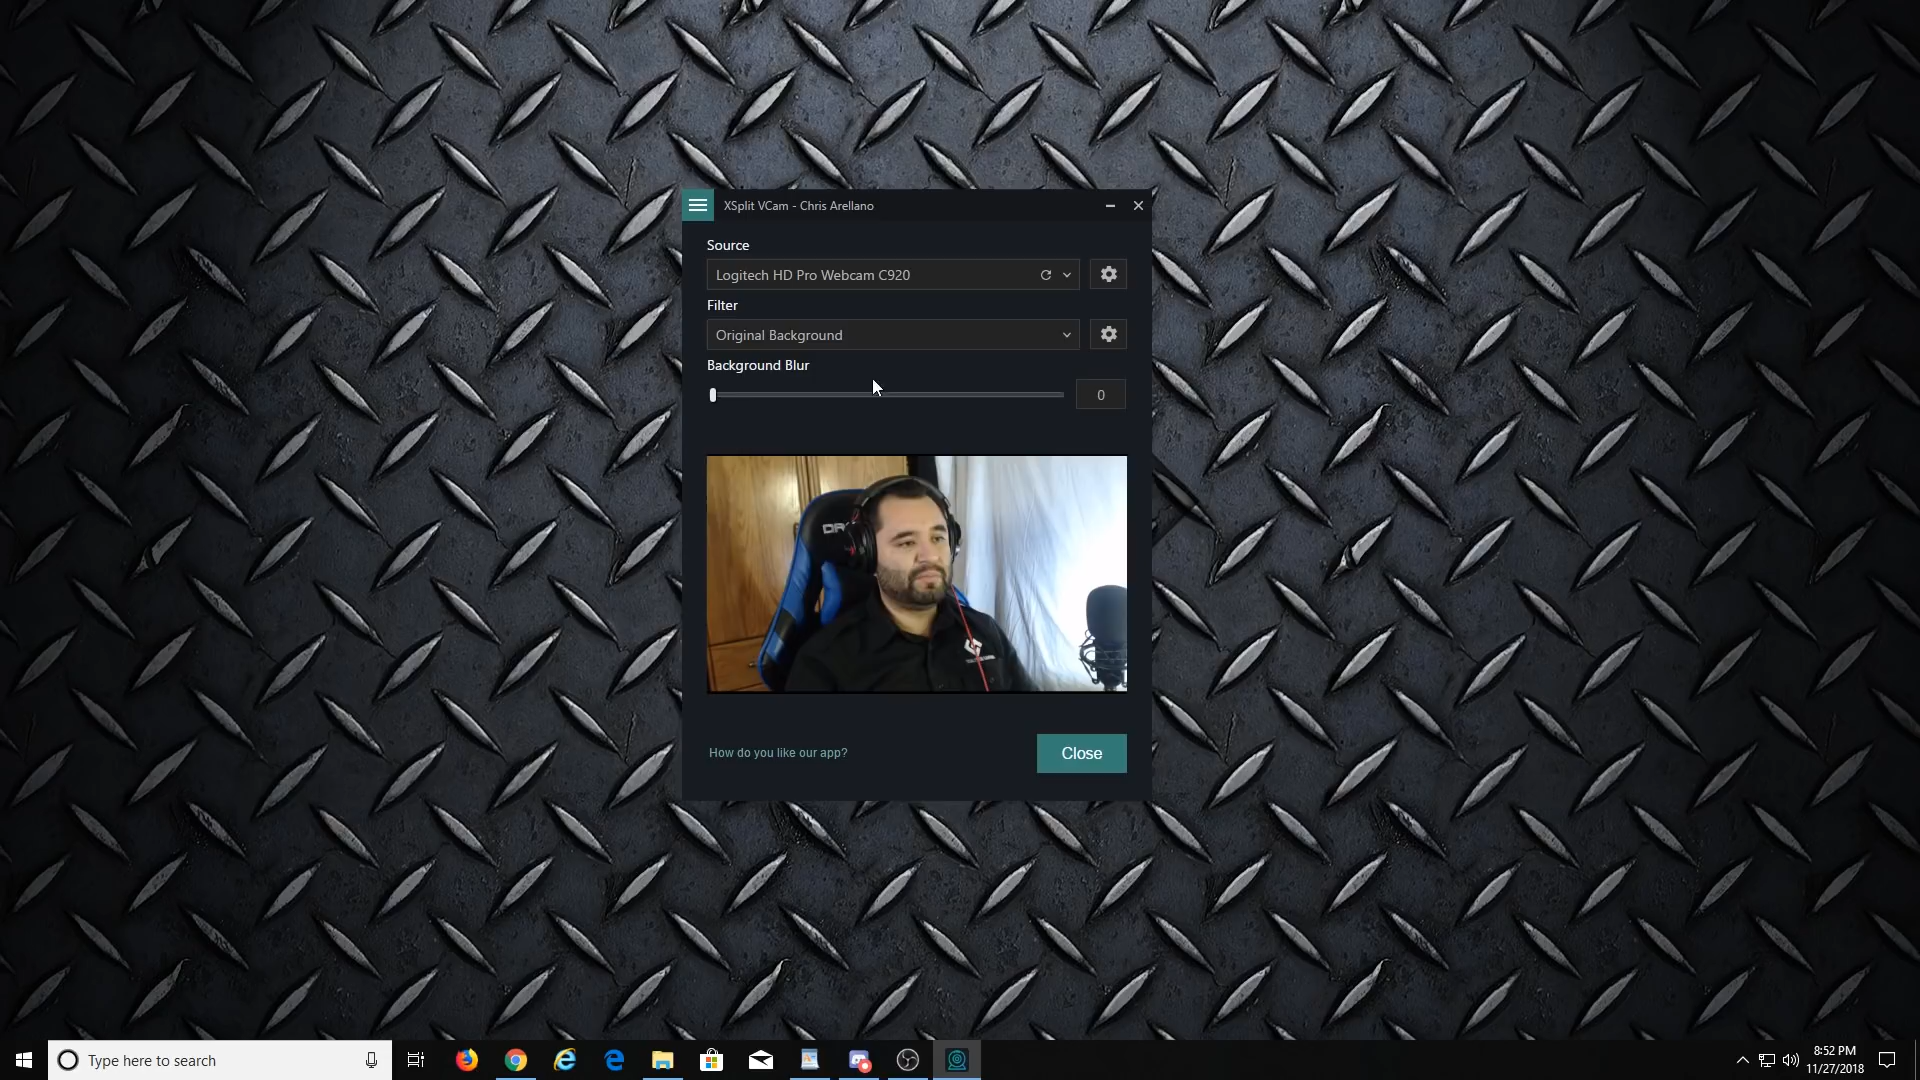 XSplit VCam - Chris Arellano
Source
Logitech HD Pro Webcam C920
Filter
Original Background
Background Blur
0
How do you like our app?
Close
Type here to search
8:52 PM
11/27/2018